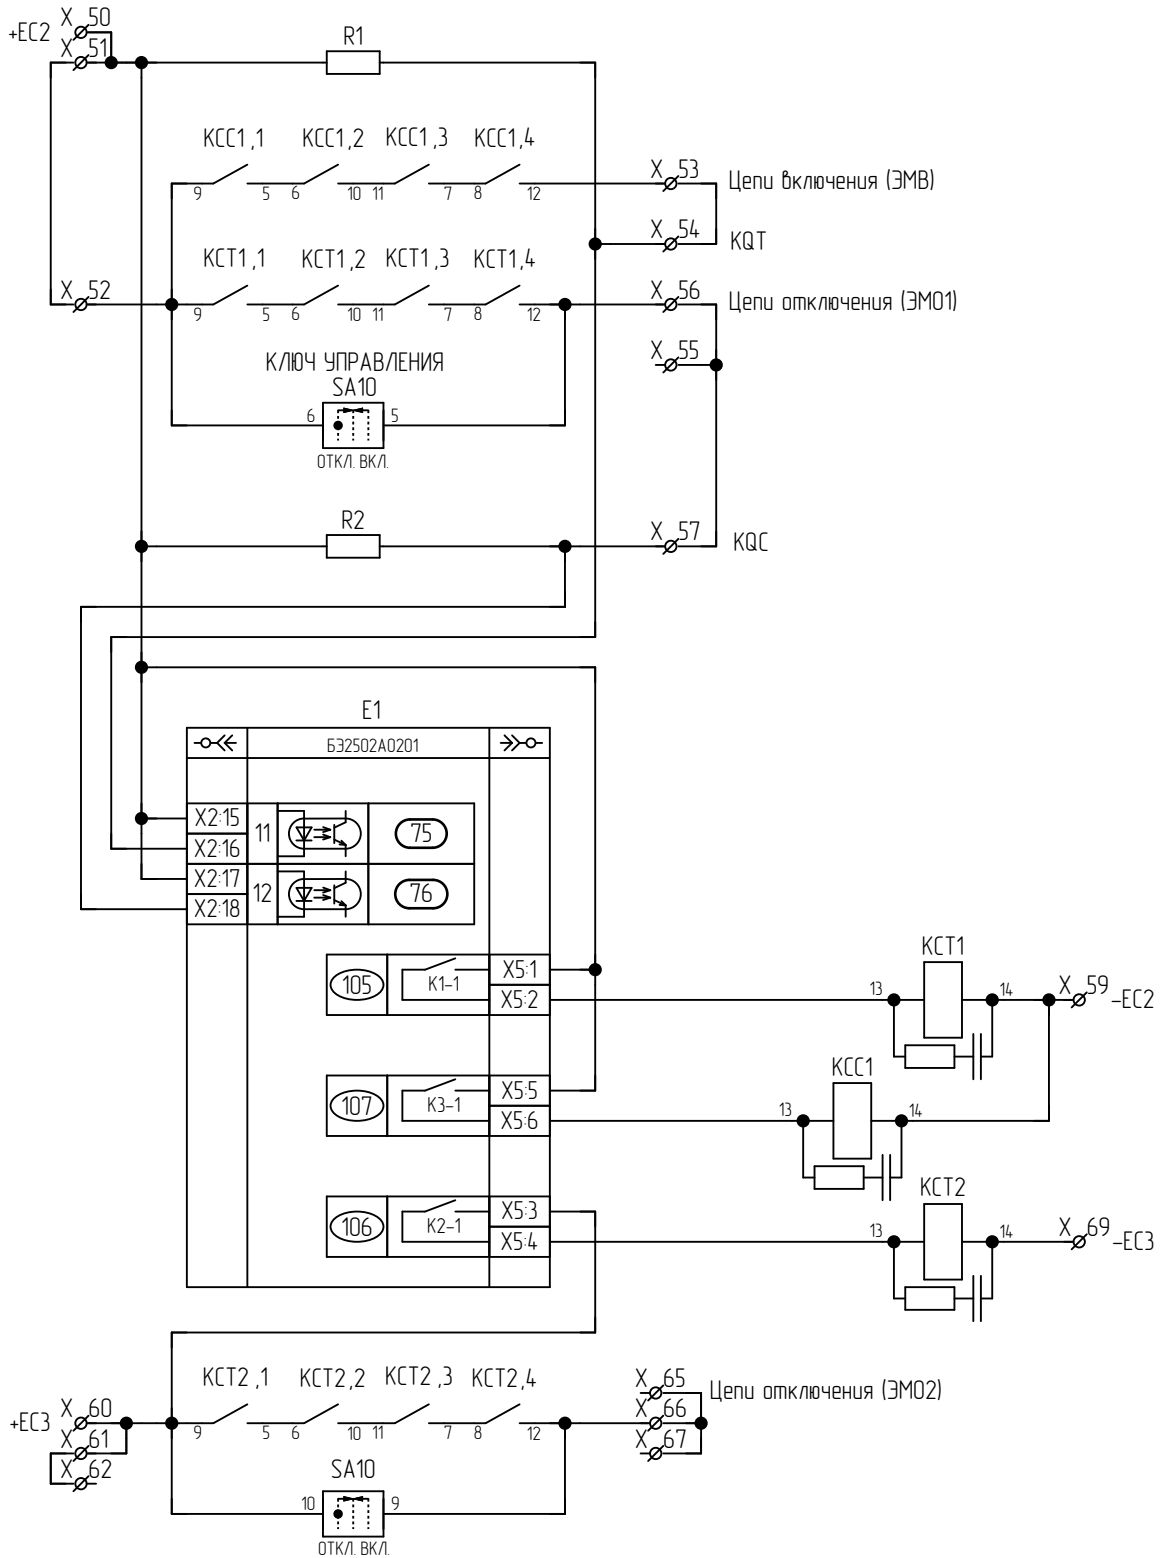 X 50
+EC2
X 51
R1
KCC1,1 KCC1,2 KCC1,3 KCC1,4
9 5 6 10 11 7 8 12
X 53 Цепи включения (ЭМВ)
X 54 KQT
KCT1,1 KCT1,2 KCT1,3 KCT1,4
X 52
9 5 6 10 11 7 8 12
X 56 Цепи отключения (ЭМО1)
X 55
КЛЮЧ УПРАВЛЕНИЯ
SA10
6 5
ОТКЛ. ВКЛ.
R2
X 57 KQC
E1
БЭ2502А0201
X2:15
11 75
X2:16
X2:17
12 76
X2:18
105 K1-1 X5:1
X5:2
KCT1
13 14
X 59 -EC2
107 K3-1 X5:5
X5:6
KCC1
13 14
106 K2-1 X5:3
X5:4
KCT2
13 14
X 69 -EC3
KCT2,1 KCT2,2 KCT2,3 KCT2,4
+EC3 X 60
X 61
X 62
9 5 6 10 11 7 8 12
X 65 Цепи отключения (ЭМО2)
X 66
X 67
SA10
10 9
ОТКЛ. ВКЛ.